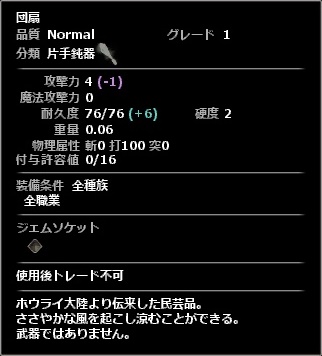 団扇
品質 Normal グレード 1
分類 片手鈍器
攻撃力 4 (-1)
魔法攻撃力 0
耐久度 76/76 (+6) 硬度 2
重量 0.06
物理属性 斬0 打100 突0
付与許容値 0/16
装備条件 全種族
全職業
ジェムソケット
使用後トレード不可
ホウライ大陸より伝来した民芸品。
ささやかな風を起こし涼むことができる。
武器ではありません。